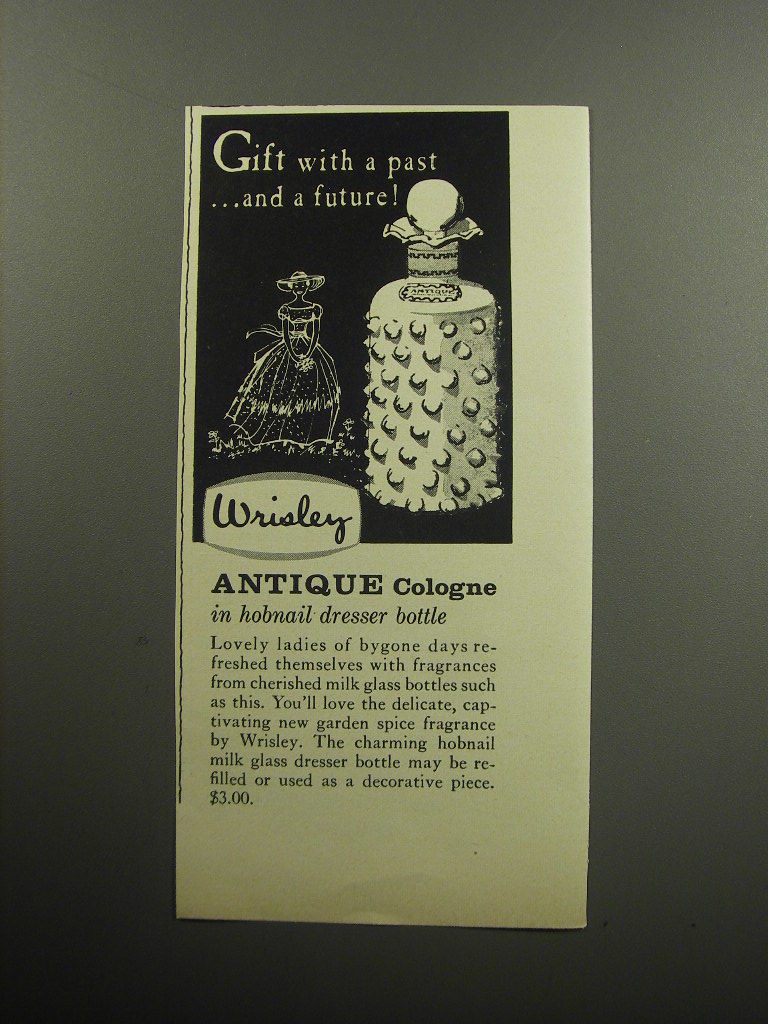 Gift with a past
...and a future!
ANTIQUE
Wrisley
ANTIQUE Cologne
in hobnail dresser bottle
Lovely ladies of bygone days re-
freshed themselves with fragrances
from cherished milk glass bottles such
as this. You'll love the delicate, cap-
tivating new garden spice fragrance
by Wrisley. The charming hobnail
milk glass dresser bottle may be re-
filled or used as a decorative piece.
$3.00.